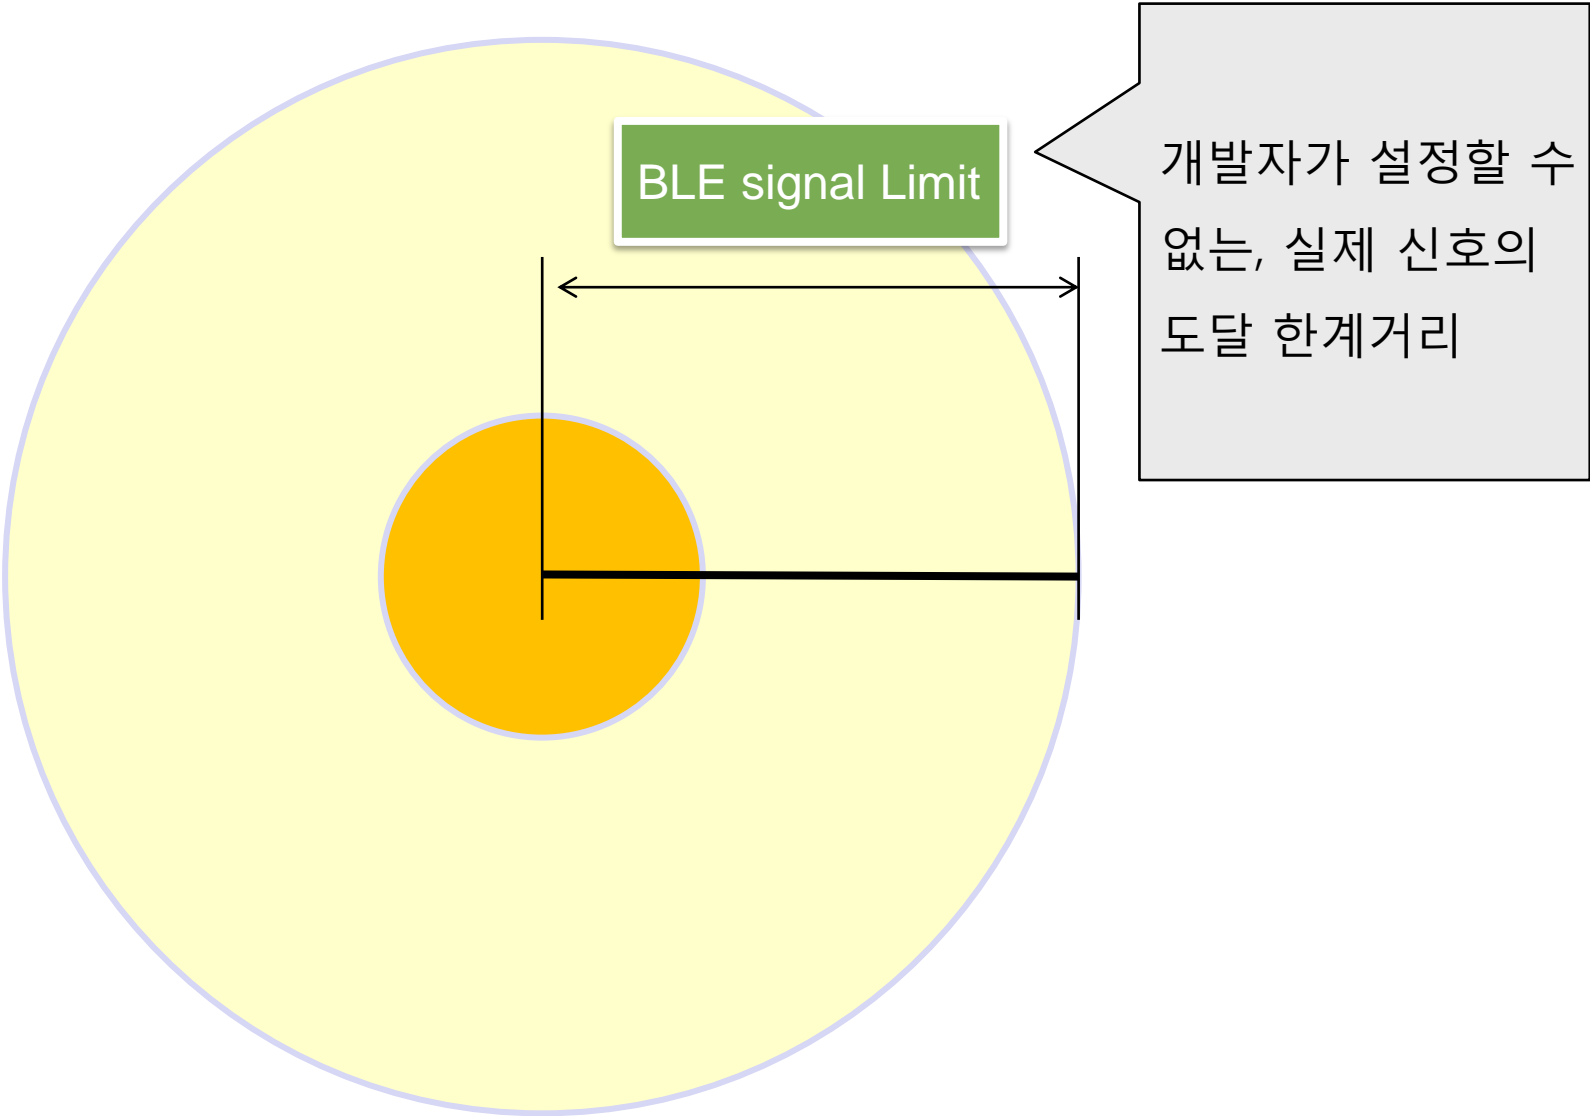 BLE signal Limit
개발자가 설정할 수
없는, 실제 신호의
도달 한계거리